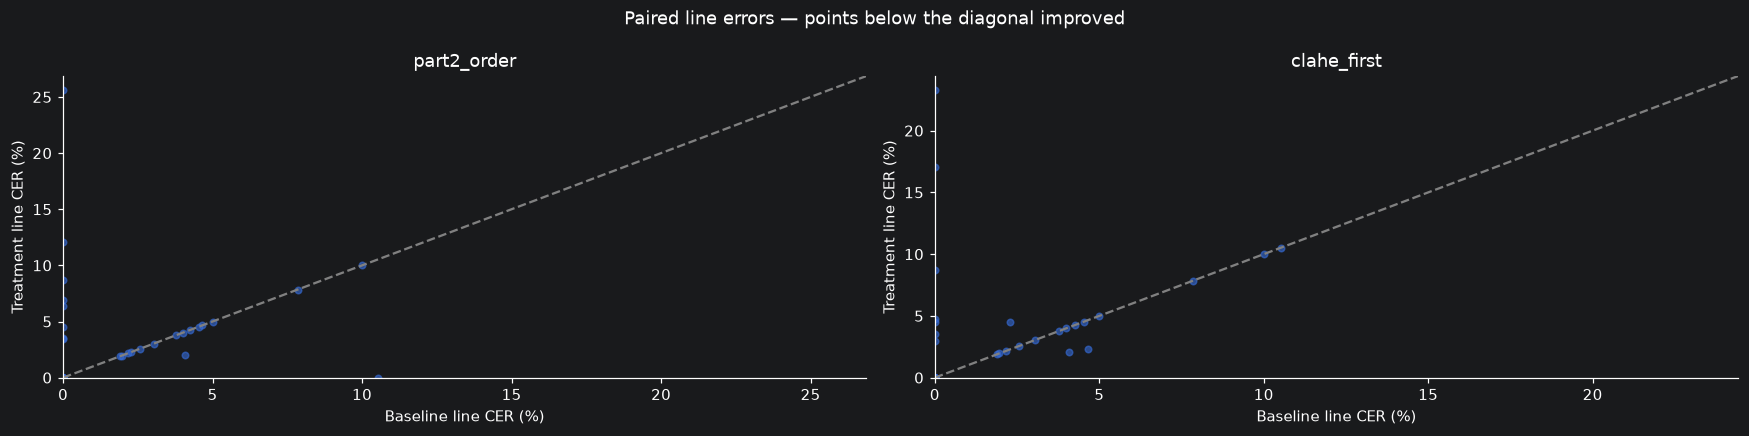 Paired line errors — points below the diagonal improved
part2_order
Treatment line CER (%)
25
20
15
10
5
0
0 5 10 15 20 25
Baseline line CER (%)
clahe_first
Treatment line CER (%)
20
15
10
5
0
0 5 10 15 20
Baseline line CER (%)